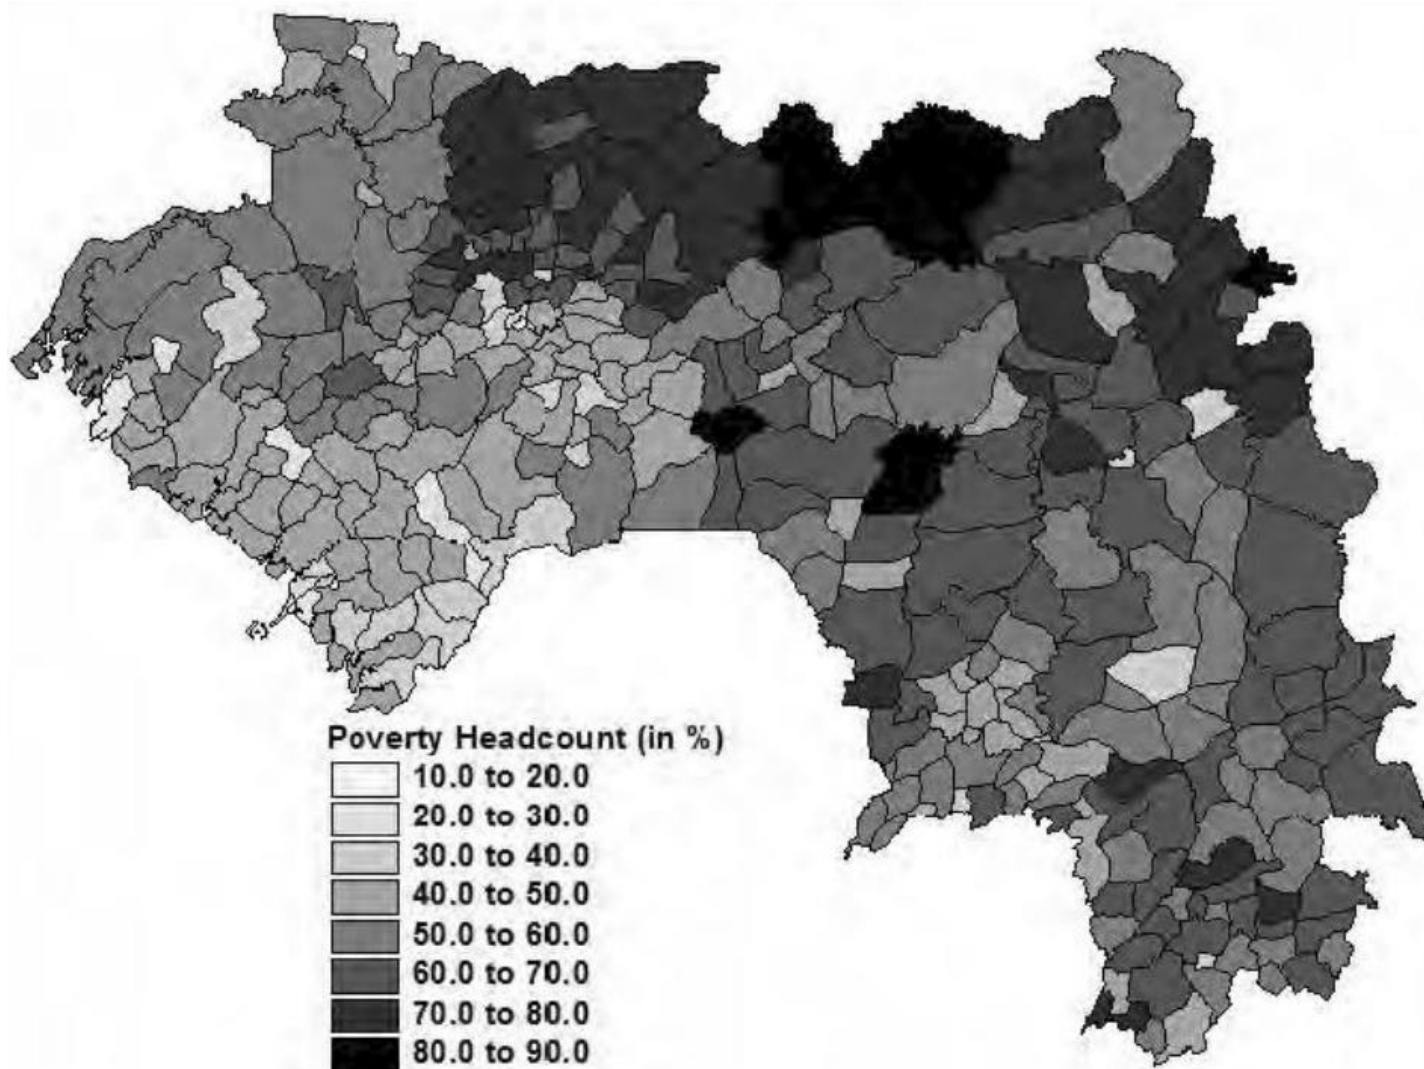 Poverty Headcount (in %)
10.0 to 20.0
20.0 to 30.0
30.0 to 40.0
40.0 to 50.0
50.0 to 60.0
60.0 to 70.0
70.0 to 80.0
80.0 to 90.0